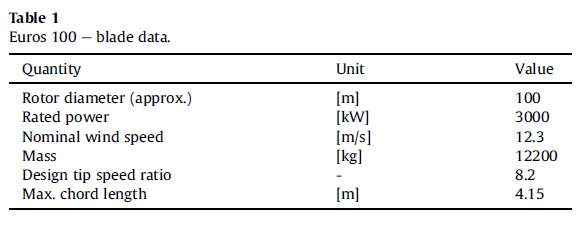 Table 1
Euros 100 – blade data.
Quantity Unit Value
Rotor diameter (approx.) [m] 100
Rated power [kW] 3000
Nominal wind speed [m/s] 12.3
Mass [kg] 12200
Design tip speed ratio - 8.2
Max. chord length [m] 4.15